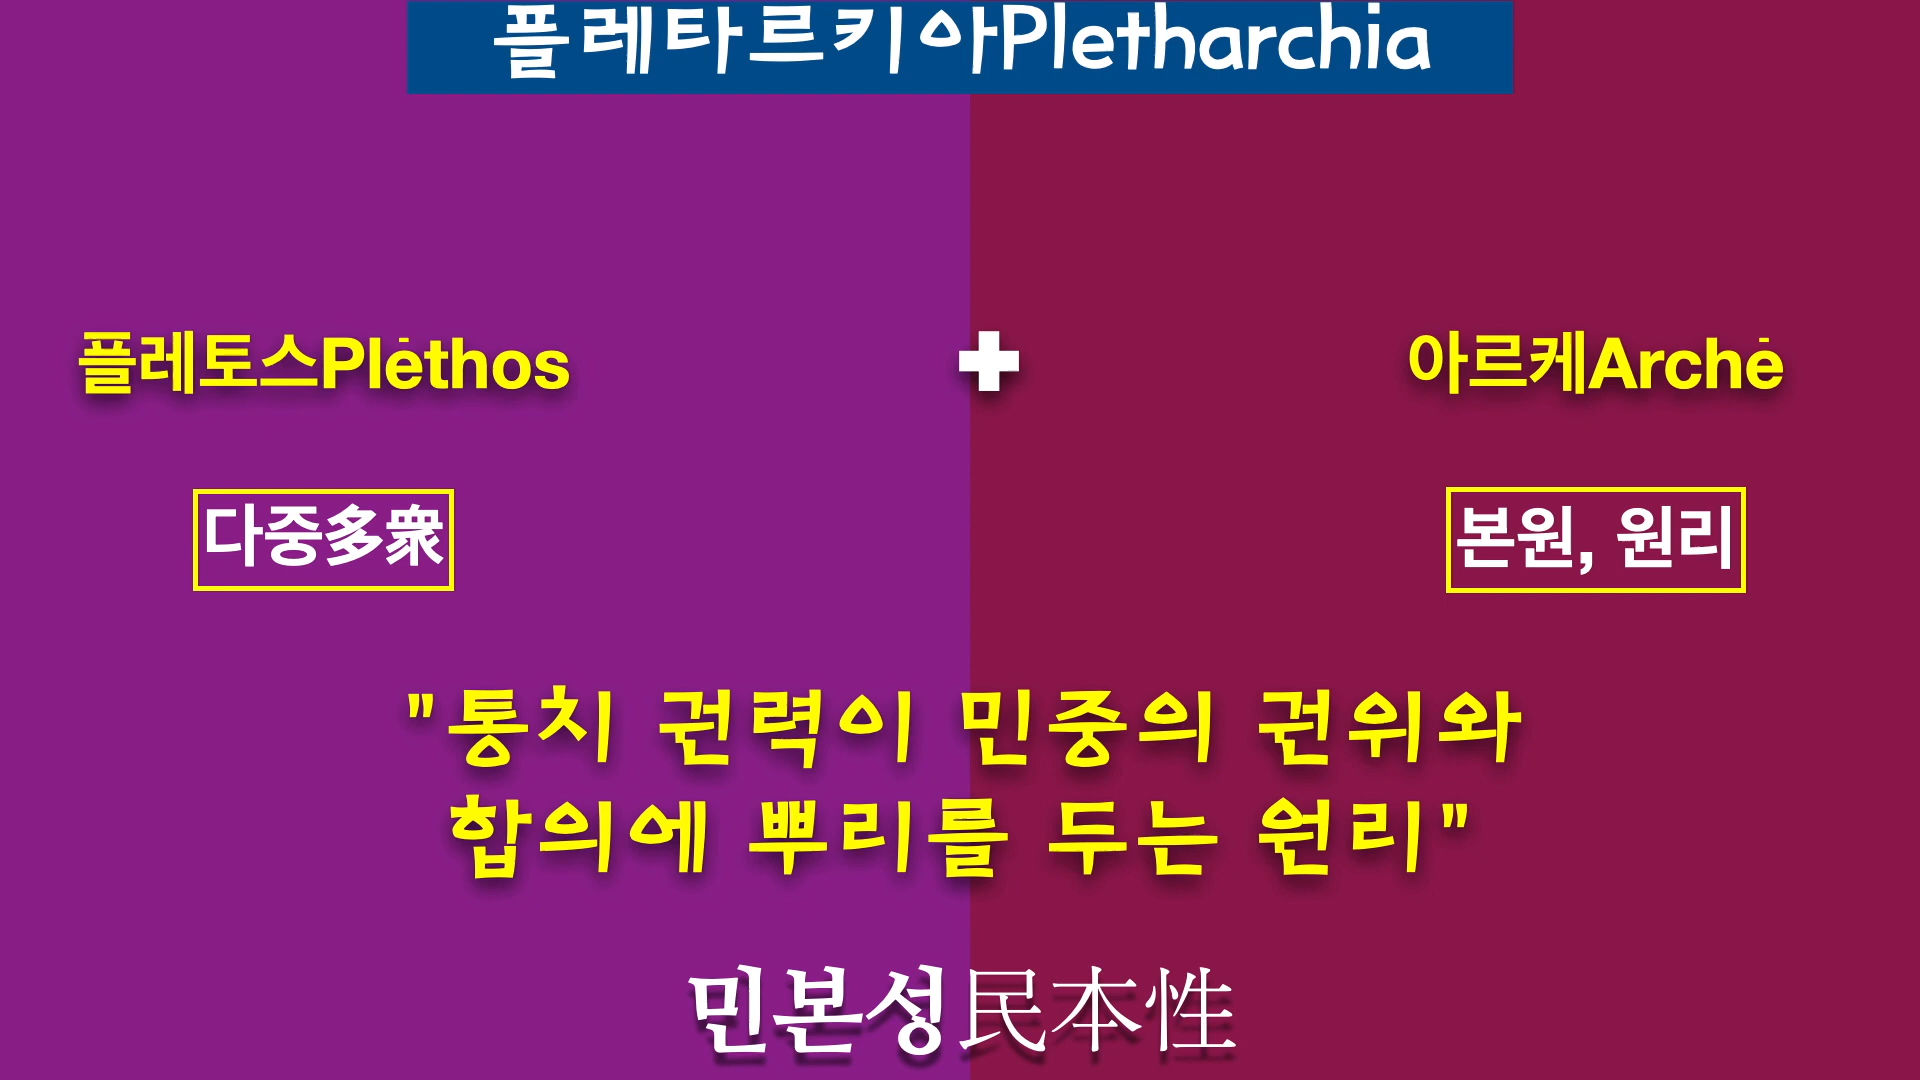 플레타르키아Pletharchia
플레토스Plēthos
+
아르케Archē
다중多衆
본원, 원리
"통치 권력이 민중의 권위와
합의에 뿌리를 두는 원리"
민본성民本性